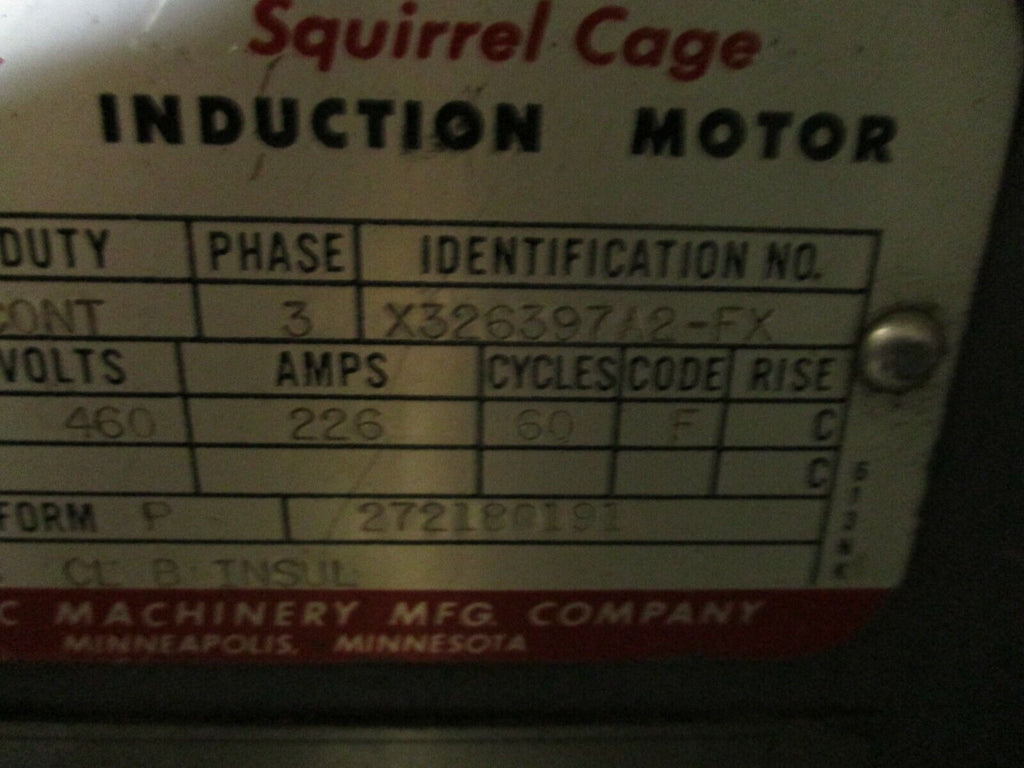 Squirrel Cage
INDUCTION MOTOR
DUTY PHASE IDENTIFICATION NO.
CONT 3 X326397A2-FX
VOLTS AMPS CYCLES CODE RISE
460 226 60 F C
C
FORM P 272180191
CL B INSUL
C MACHINERY MFG. COMPANY
MINNEAPOLIS, MINNESOTA